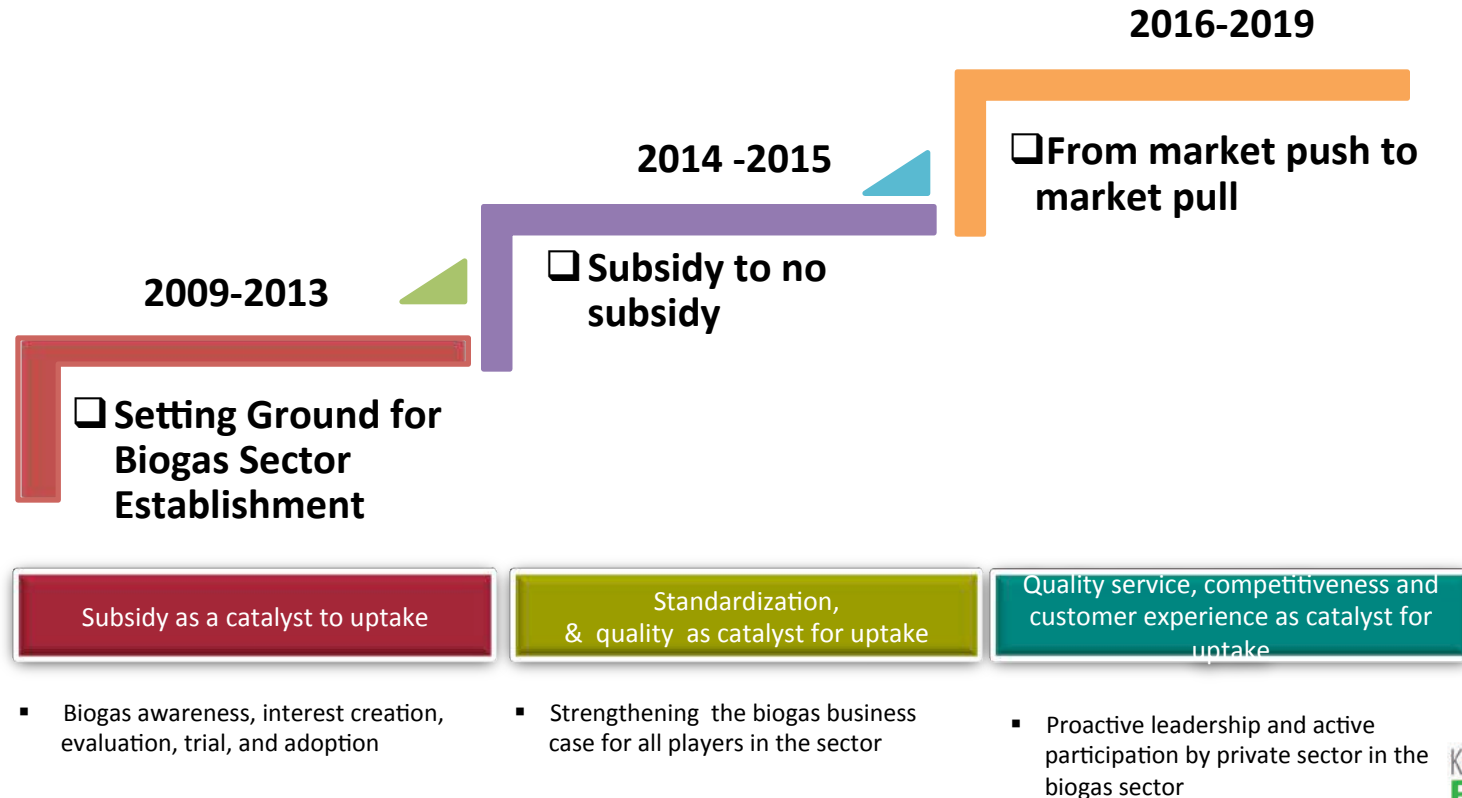 2016-2019
❑From market push to
market pull
2014 -2015
❑ Subsidy to no
subsidy
2009-2013
❑ Setting Ground for
Biogas Sector
Establishment
Subsidy as a catalyst to uptake
Standardization,
& quality as catalyst for uptake
Quality service, competitiveness and
customer experience as catalyst for
uptake
▪ Biogas awareness, interest creation,
evaluation, trial, and adoption
▪ Strengthening the biogas business
case for all players in the sector
▪ Proactive leadership and active
participation by private sector in the
biogas sector